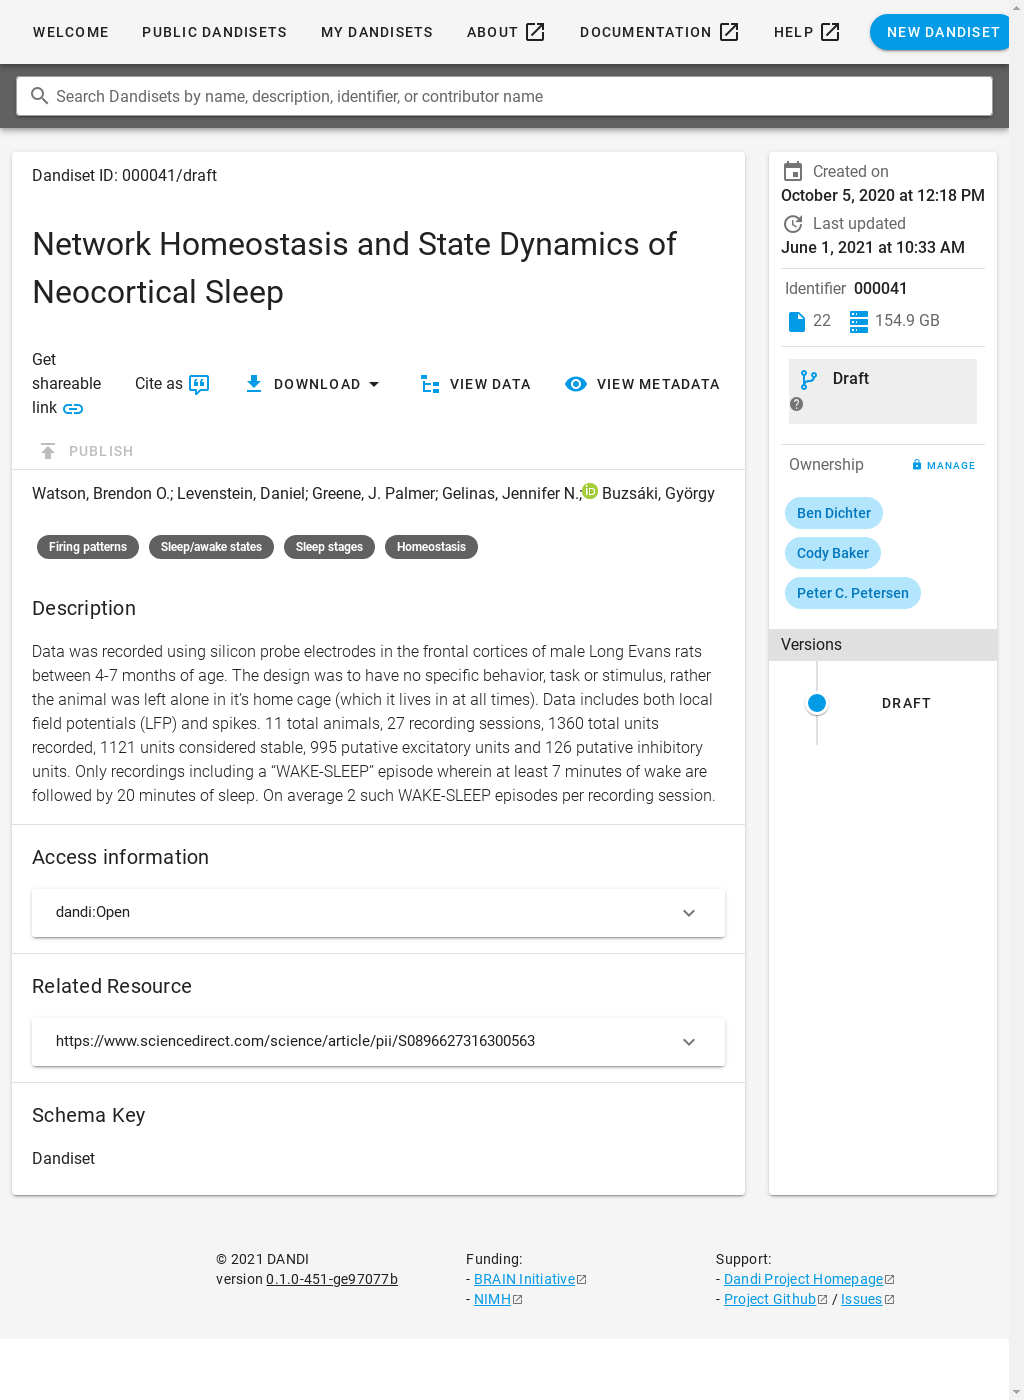 WELCOME PUBLIC DANDISETS MY DANDISETS ABOUT DOCUMENTATION HELP NEW DANDISET
Search Dandisets by name, description, identifier, or contributor name
Dandiset ID: 000041/draft
Network Homeostasis and State Dynamics of
Neocortical Sleep
Get
shareable
link
Cite as
DOWNLOAD
VIEW DATA
VIEW METADATA
PUBLISH
Watson, Brendon O.; Levenstein, Daniel; Greene, J. Palmer; Gelinas, Jennifer N.; iD Buzsáki, György
Firing patterns Sleep/awake states Sleep stages Homeostasis
Description
Data was recorded using silicon probe electrodes in the frontal cortices of male Long Evans rats
between 4-7 months of age. The design was to have no specific behavior, task or stimulus, rather
the animal was left alone in it’s home cage (which it lives in at all times). Data includes both local
field potentials (LFP) and spikes. 11 total animals, 27 recording sessions, 1360 total units
recorded, 1121 units considered stable, 995 putative excitatory units and 126 putative inhibitory
units. Only recordings including a “WAKE-SLEEP” episode wherein at least 7 minutes of wake are
followed by 20 minutes of sleep. On average 2 such WAKE-SLEEP episodes per recording session.
Access information
dandi:Open
Related Resource
https://www.sciencedirect.com/science/article/pii/S0896627316300563
Schema Key
Dandiset
Created on
October 5, 2020 at 12:18 PM
Last updated
June 1, 2021 at 10:33 AM
Identifier 000041
22 154.9 GB
Draft
?
Ownership MANAGE
Ben Dichter
Cody Baker
Peter C. Petersen
Versions
DRAFT
© 2021 DANDI
version 0.1.0-451-ge97077b
Funding:
- BRAIN Initiative
- NIMH
Support:
- Dandi Project Homepage
- Project Github / Issues